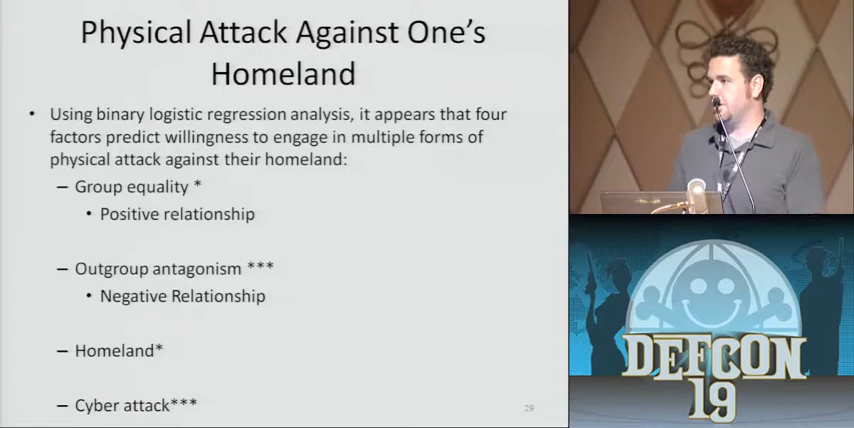 Physical Attack Against One's
Homeland
• Using binary logistic regression analysis, it appears that four
factors predict willingness to engage in multiple forms of
physical attack against their homeland:
– Group equality *
• Positive relationship
– Outgroup antagonism ***
• Negative Relationship
– Homeland*
– Cyber attack***
29
DEFCON
19